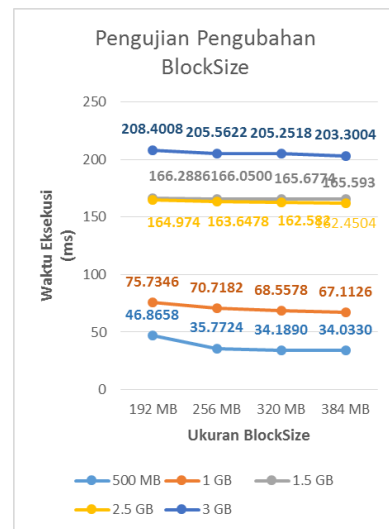 Pengujian Pengubahan
BlockSize
250
200
150
100
50
0
208.4008 205.5622 205.2518 203.3004
166.2886 166.0500 165.6774 165.593
164.974 163.6478 162.582 162.4504
75.7346 70.7182 68.5578 67.1126
46.8658 35.7724 34.1890 34.0330
Waktu Eksekusi
(ms)
192 MB 256 MB 320 MB 384 MB
Ukuran BlockSize
500 MB 1 GB 1.5 GB
2.5 GB 3 GB